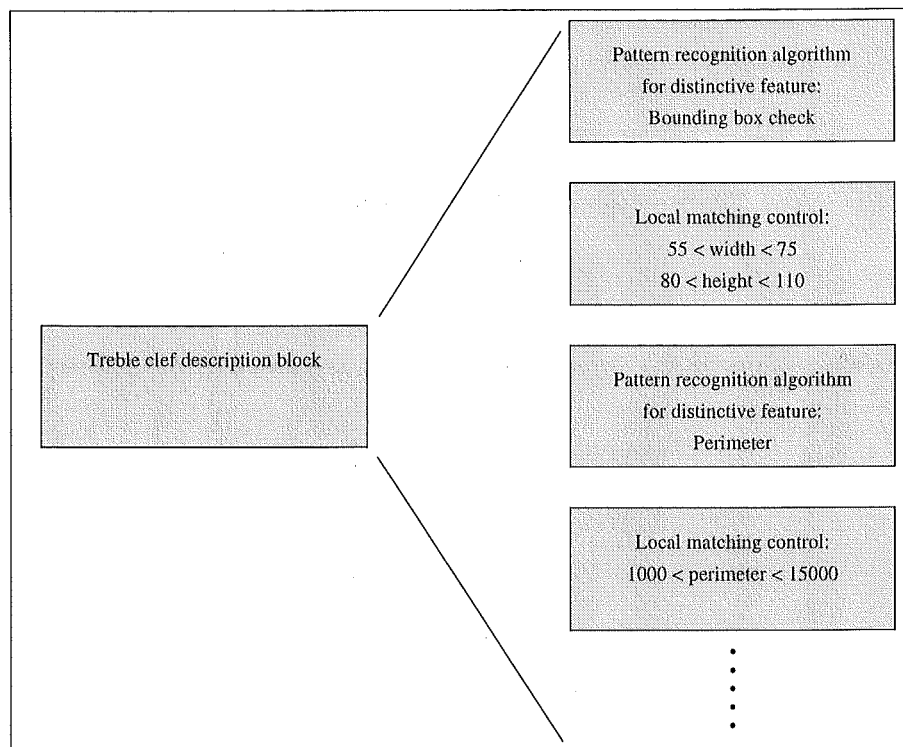 Pattern recognition algorithm
for distinctive feature:
Bounding box check
Local matching control:
55 < width < 75
80 < height < 110
Treble clef description block
Pattern recognition algorithm
for distinctive feature:
Perimeter
Local matching control:
1000 < perimeter < 15000